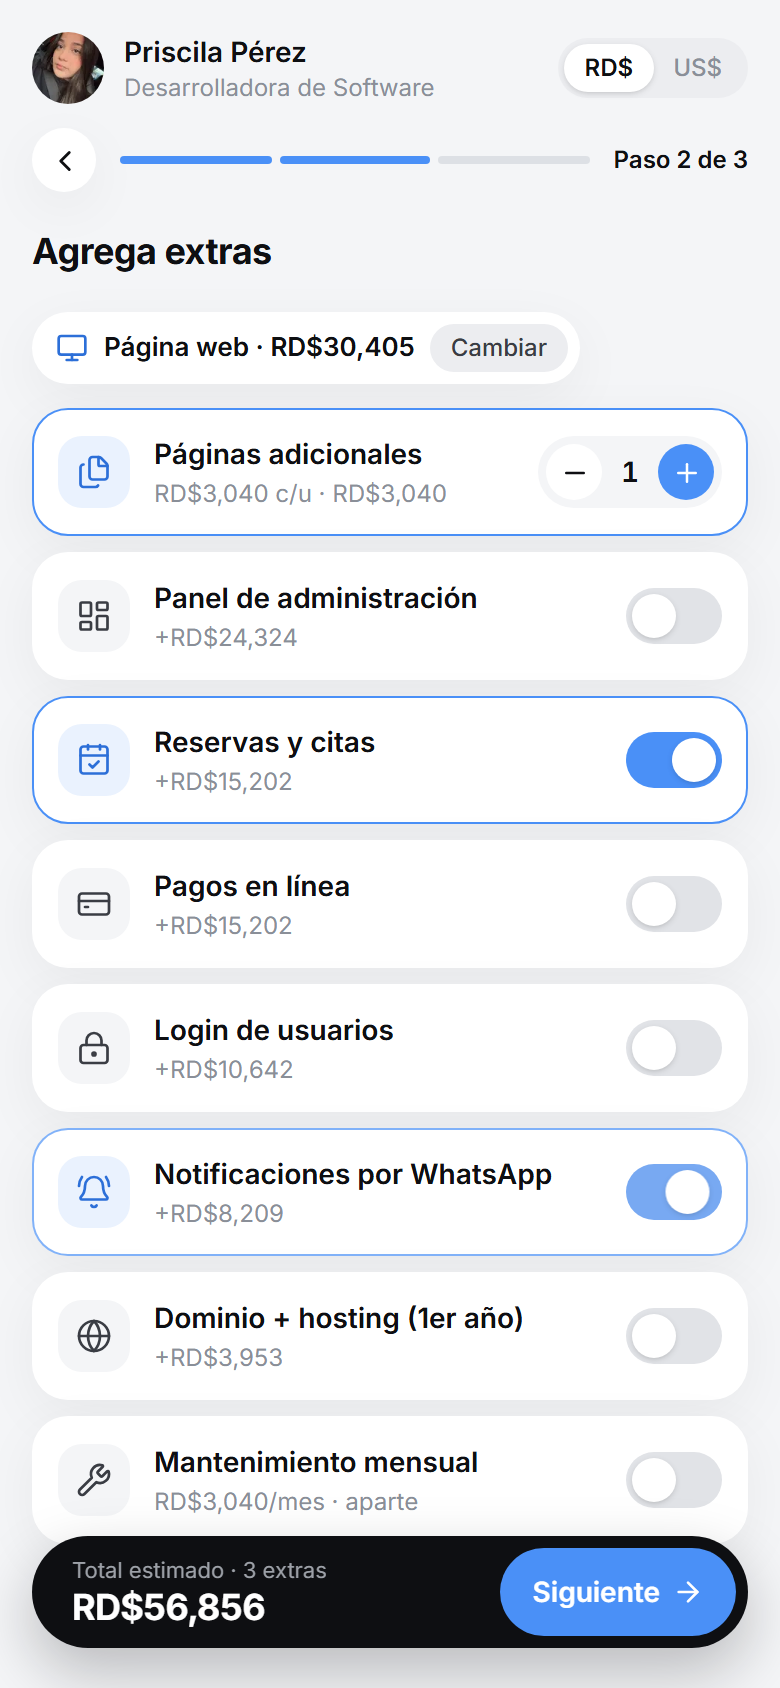 Priscila Pérez
Desarrolladora de Software
RD$ US$
Paso 2 de 3
Agrega extras
Página web · RD$30,405 Cambiar
Páginas adicionales
RD$3,040 c/u · RD$3,040
1
Panel de administración
+RD$24,324
Reservas y citas
+RD$15,202
Pagos en línea
+RD$15,202
Login de usuarios
+RD$10,642
Notificaciones por WhatsApp
+RD$8,209
Dominio + hosting (1er año)
+RD$3,953
Mantenimiento mensual
RD$3,040/mes · aparte
Total estimado · 3 extras
RD$56,856
Siguiente